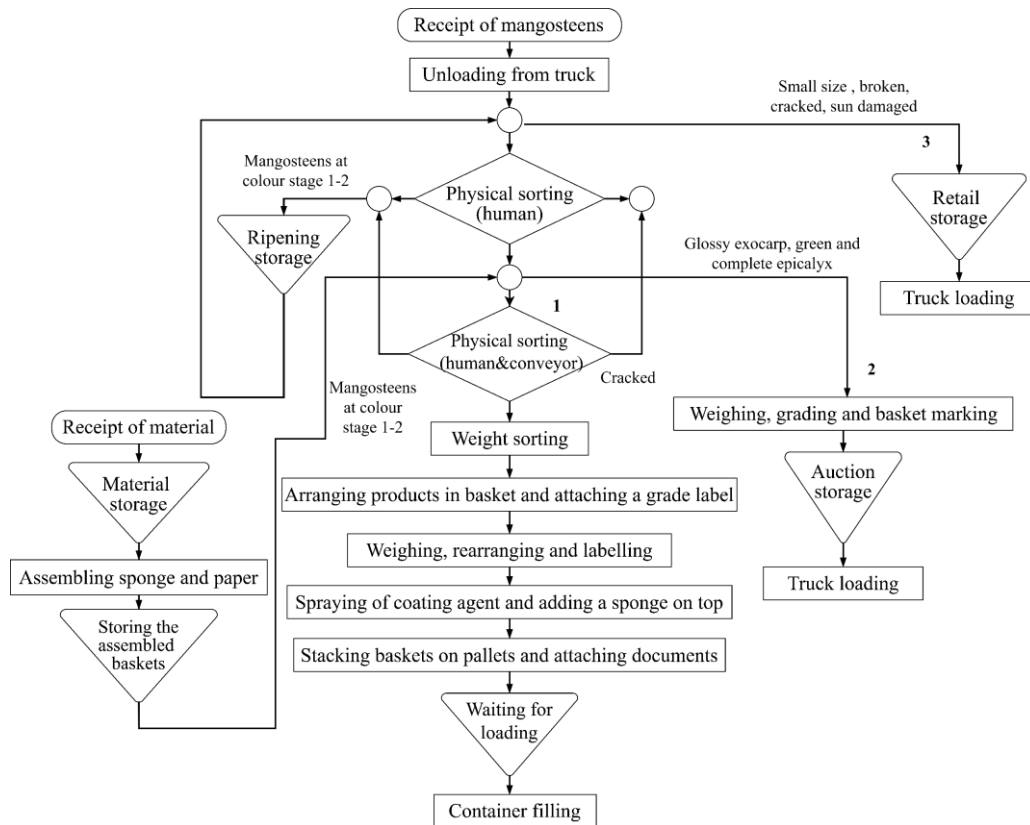 Receipt of mangosteens
Unloading from truck
Small size , broken,
cracked, sun damaged
3
Mangosteens at
colour stage 1-2
Physical sorting
(human)
Retail
storage
Ripening
storage
Glossy exocarp, green and
complete epicalyx
Truck loading
1
Physical sorting
(human&conveyor)
Cracked
2
Mangosteens
at colour
stage 1-2
Weighing, grading and basket marking
Receipt of material
Weight sorting
Material
storage
Auction
storage
Arranging products in basket and attaching a grade label
Weighing, rearranging and labelling
Assembling sponge and paper
Truck loading
Spraying of coating agent and adding a sponge on top
Storing the
assembled
baskets
Stacking baskets on pallets and attaching documents
Waiting for
loading
Container filling